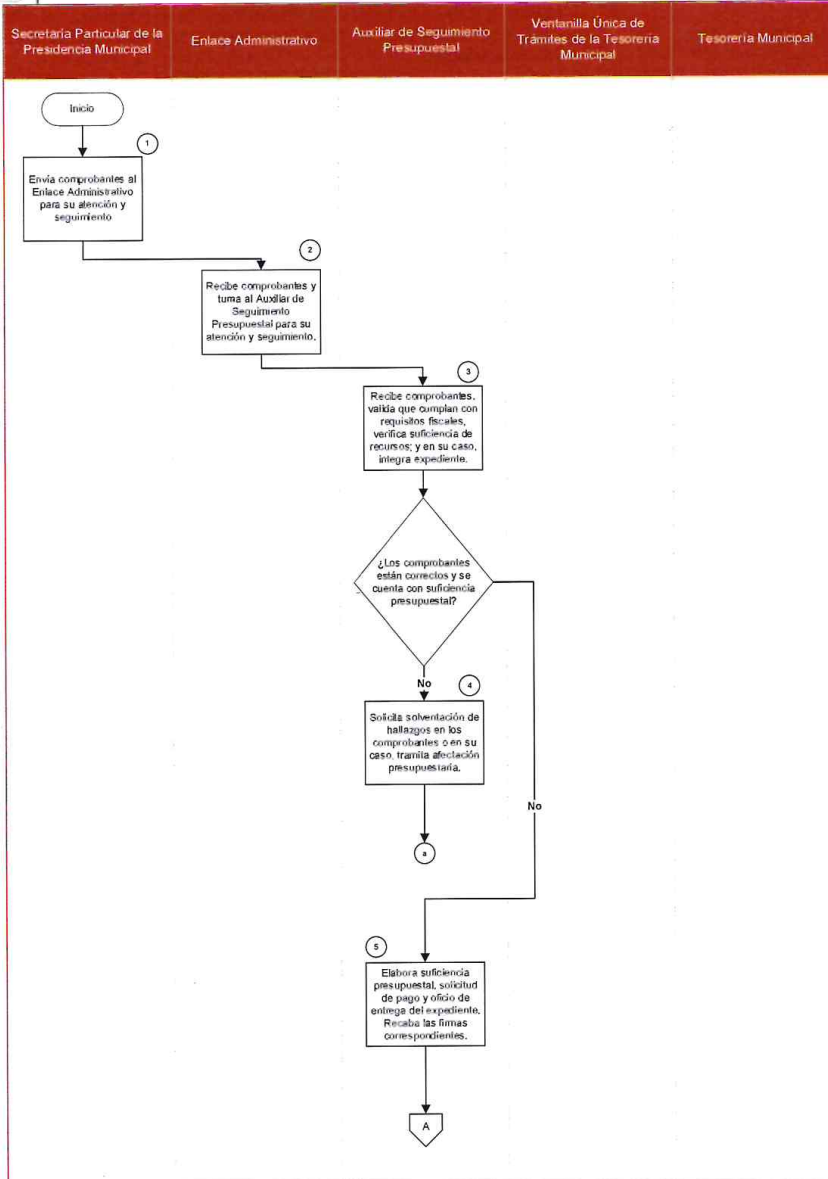 Secretaría Particular de la
Presidencia Municipal
Enlace Administrativo
Auxiliar de Seguimiento
Presupuestal
Ventanilla Única de
Trámites de la Tesorería
Municipal
Tesorería Municipal
Inicio
1
Envía comprobantes al
Enlace Administrativo
para su atención y
seguimiento
2
Recibe comprobantes y
turna al Auxiliar de
Seguimiento
Presupuestal para su
atención y seguimiento.
3
Recibe comprobantes,
valida que cumplan con
requisitos fiscales,
verifica suficiencia de
recursos; y en su caso,
integra expediente.
¿Los comprobantes
están correctos y se
cuenta con suficiencia
presupuestal?
No
4
Solicita solventación de
hallazgos en los
comprobantes o en su
caso, tramita afectación
presupuestaria.
No
a
5
Elabora suficiencia
presupuestal, solicitud
de pago y oficio de
entrega del expediente.
Recaba las firmas
correspondientes.
A